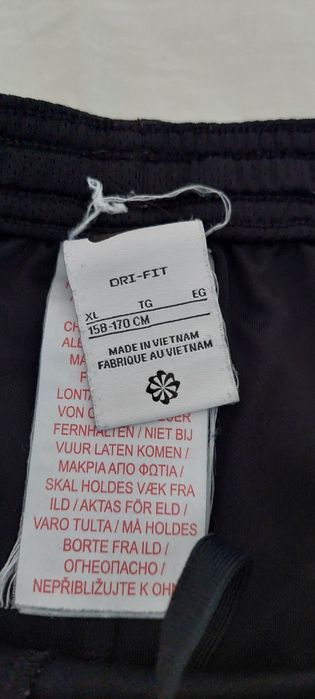 DRI-FIT
XL TG EG
158-170 CM
MADE IN VIETNAM
FABRIQUE AU VIETNAM
LONTA
VON O
FERNHALTEN / NIET BIJ
VUUR LATEN KOMEN /
ΜΑΚΡΙΑ ΑΠΟ ΦΩΤΙΑ /
SKAL HOLDES VÆK FRA
ILD / AKTAS FÖR ELD /
VARO TULTA / MÅ HOLDES
BORTE FRA ILD /
ОГНЕОПАСНО /
NEPŘIBLIŽUJTE K OHN